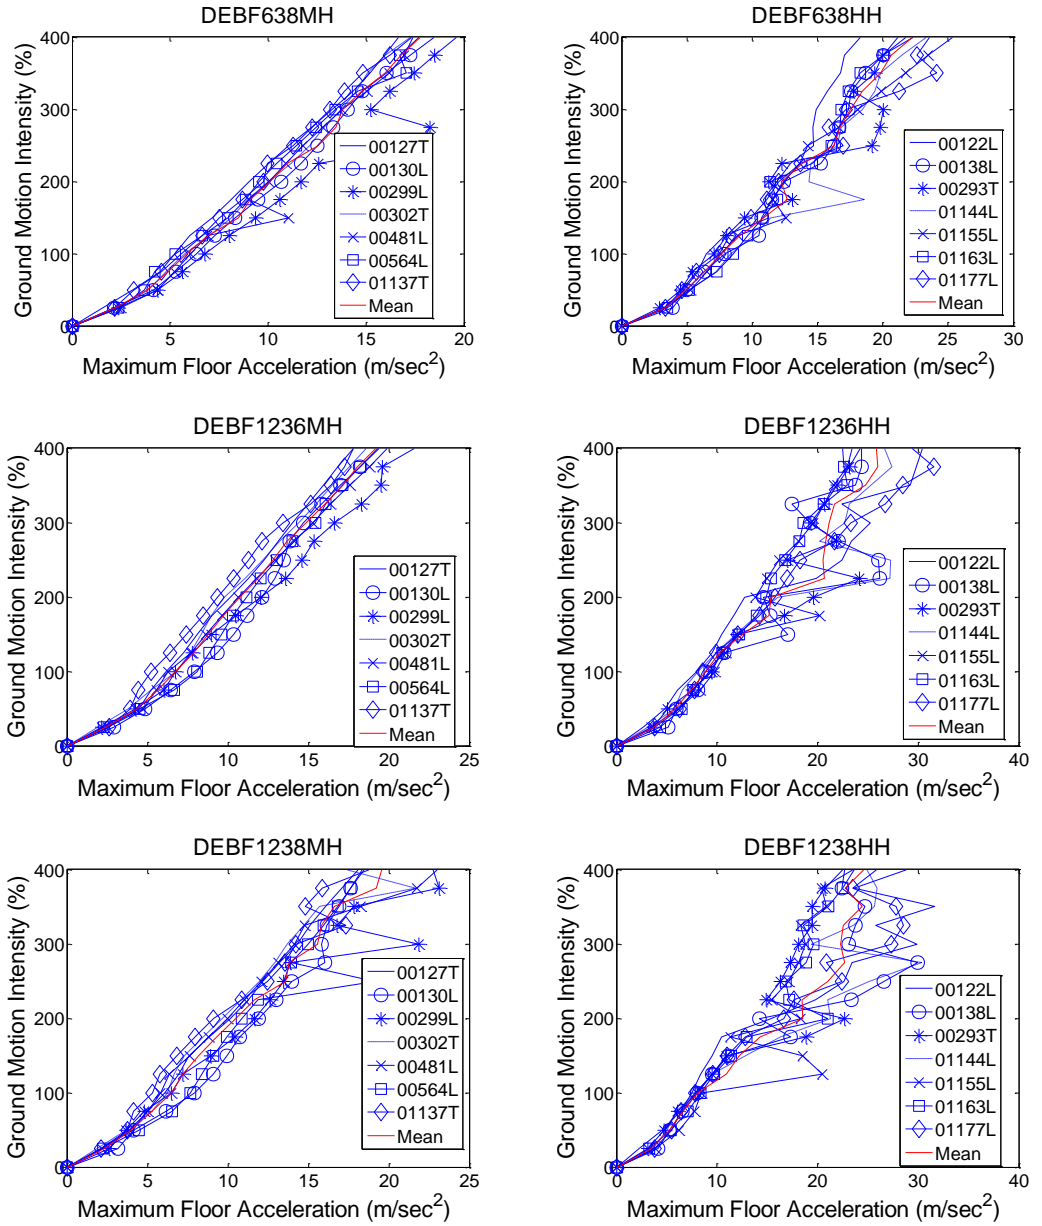 DEBF638MH
Ground Motion Intensity (%)
400
300
200
100
0
0 5 10 15 20
Maximum Floor Acceleration (m/sec2)
00127T
00130L
00299L
00302T
00481L
00564L
01137T
Mean
DEBF638HH
Ground Motion Intensity (%)
400
300
200
100
0
0 5 10 15 20 25 30
Maximum Floor Acceleration (m/sec2)
00122L
00138L
00293T
01144L
01155L
01163L
01177L
Mean
DEBF1236MH
Ground Motion Intensity (%)
400
300
200
100
0
0 5 10 15 20 25
Maximum Floor Acceleration (m/sec2)
00127T
00130L
00299L
00302T
00481L
00564L
01137T
Mean
DEBF1236HH
Ground Motion Intensity (%)
400
300
200
100
0
0 10 20 30 40
Maximum Floor Acceleration (m/sec2)
00122L
00138L
00293T
01144L
01155L
01163L
01177L
Mean
DEBF1238MH
Ground Motion Intensity (%)
400
300
200
100
0
0 5 10 15 20 25
Maximum Floor Acceleration (m/sec2)
00127T
00130L
00299L
00302T
00481L
00564L
01137T
Mean
DEBF1238HH
Ground Motion Intensity (%)
400
300
200
100
0
0 10 20 30 40
Maximum Floor Acceleration (m/sec2)
00122L
00138L
00293T
01144L
01155L
01163L
01177L
Mean